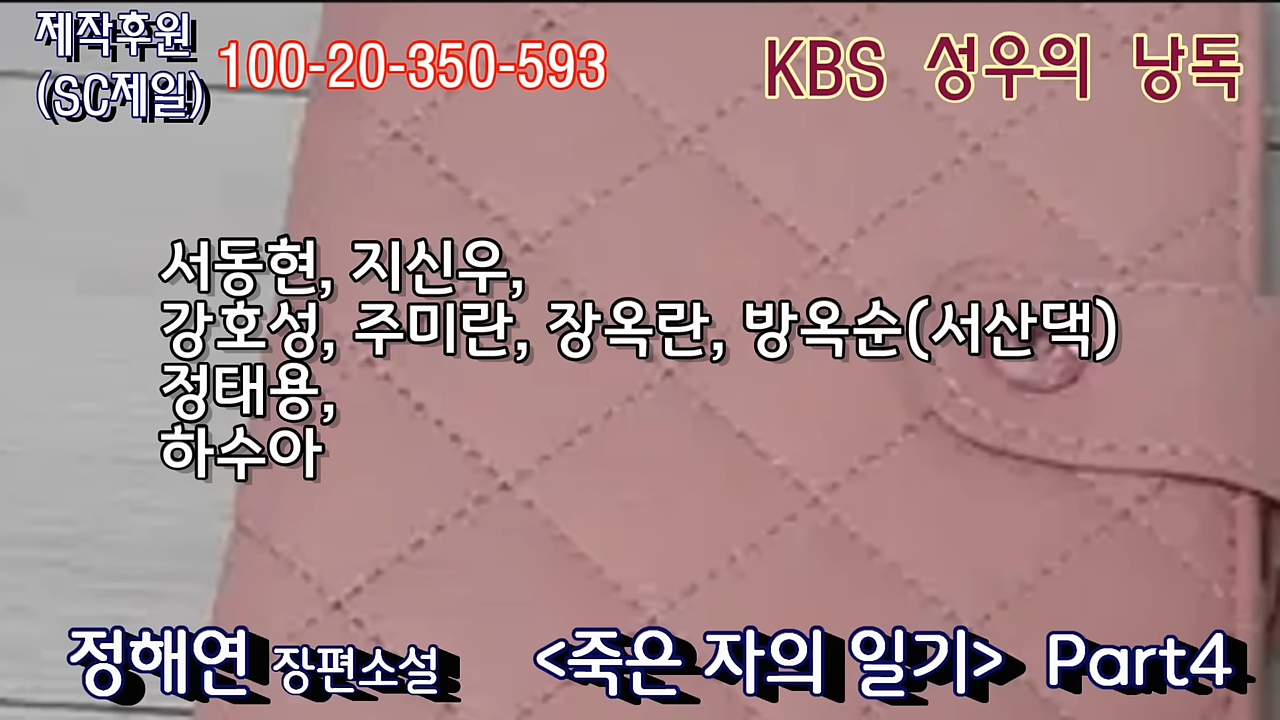 제작후원
(SC제일)
100-20-350-593
KBS 성우의 낭독
서동현, 지신우,
강호성, 주미란, 장옥란, 방옥순(서산댁)
정태용,
하수아
정해연 장편소설 <죽은 자의 일기> Part4